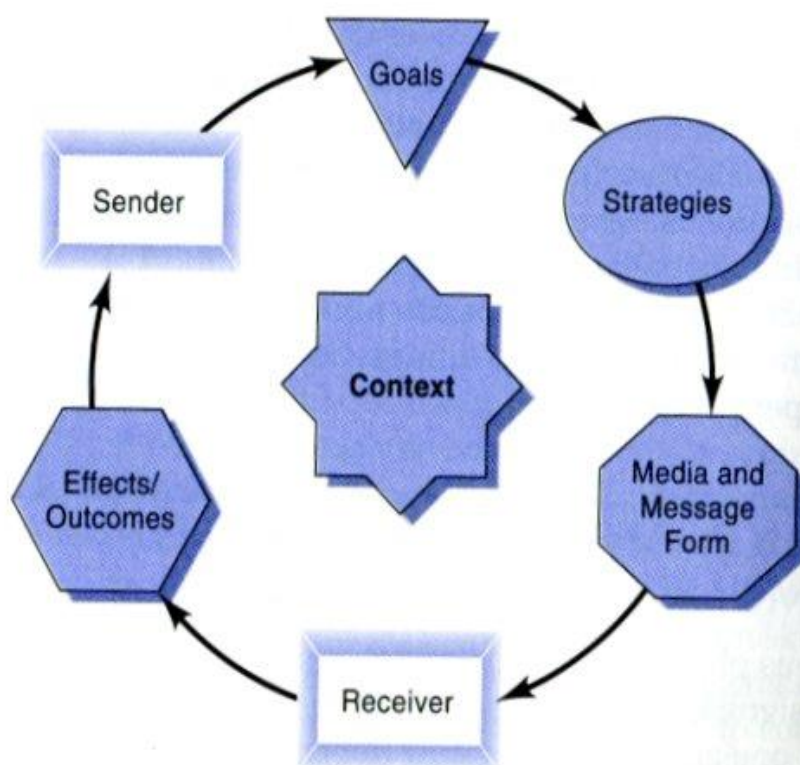 Goals
Sender
Strategies
Context
Effects/
Outcomes
Media and
Message
Form
Receiver